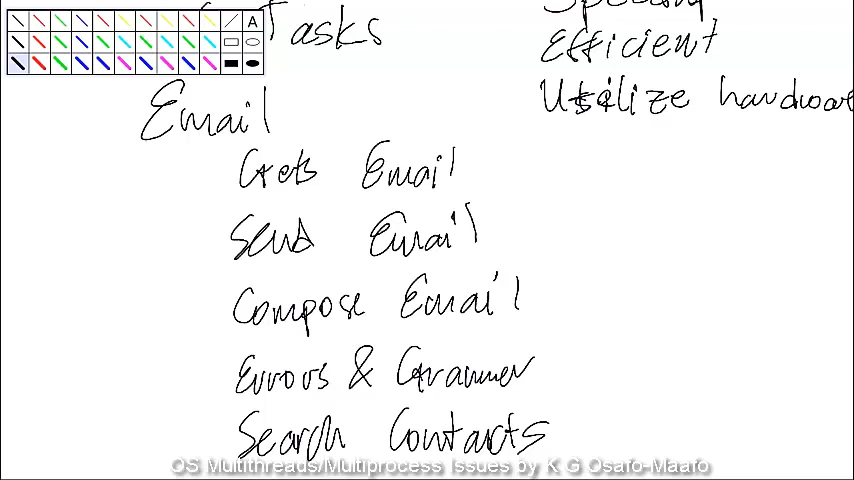 A
Tasks
Email
Gets Email
Send Email
Compose Email
Errors & Grammer
Search Contacts
Efficient
Utilize hardware
OS Multithreads/Multiprocess Issues by K G Osafo-Maafo